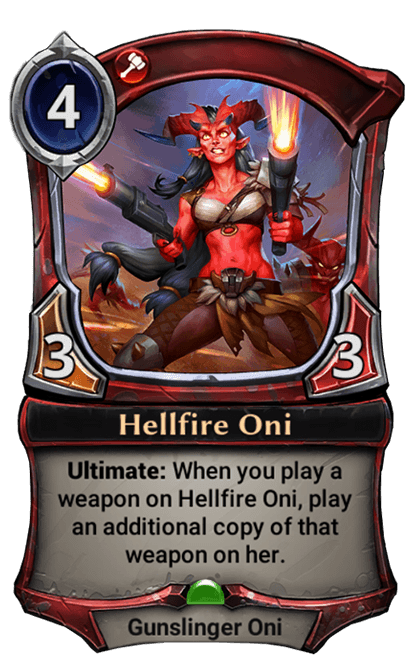 4
3
3
Hellfire Oni
Ultimate: When you play a
weapon on Hellfire Oni, play
an additional copy of that
weapon on her.
Gunslinger Oni